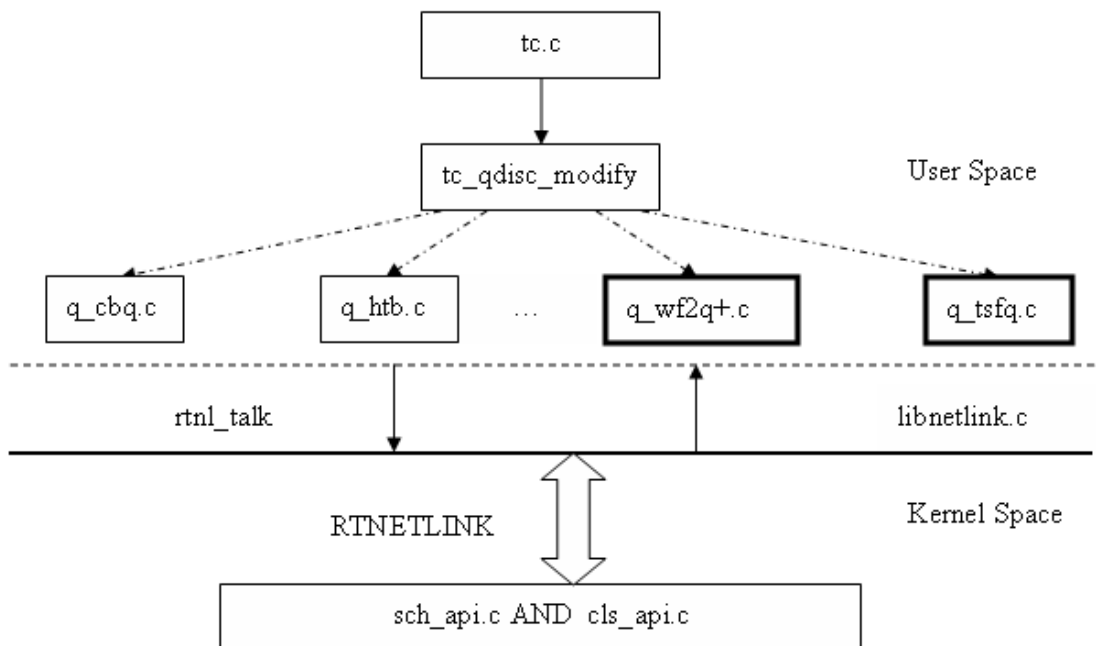 tc.c
tc_qdisc_modify
User Space
q_cbq.c
q_htb.c
...
q_wf2q+.c
q_tsfq.c
rtnl_talk
libnetlink.c
RTNETLINK
Kernel Space
sch_api.c AND cls_api.c